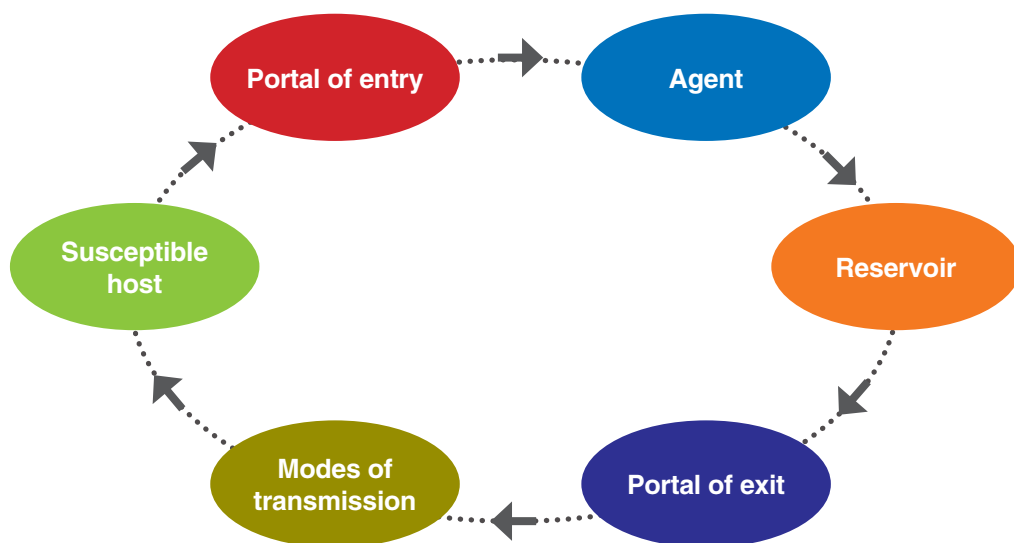 Portal of entry
Agent
Susceptible
host
Reservoir
Modes of
transmission
Portal of exit